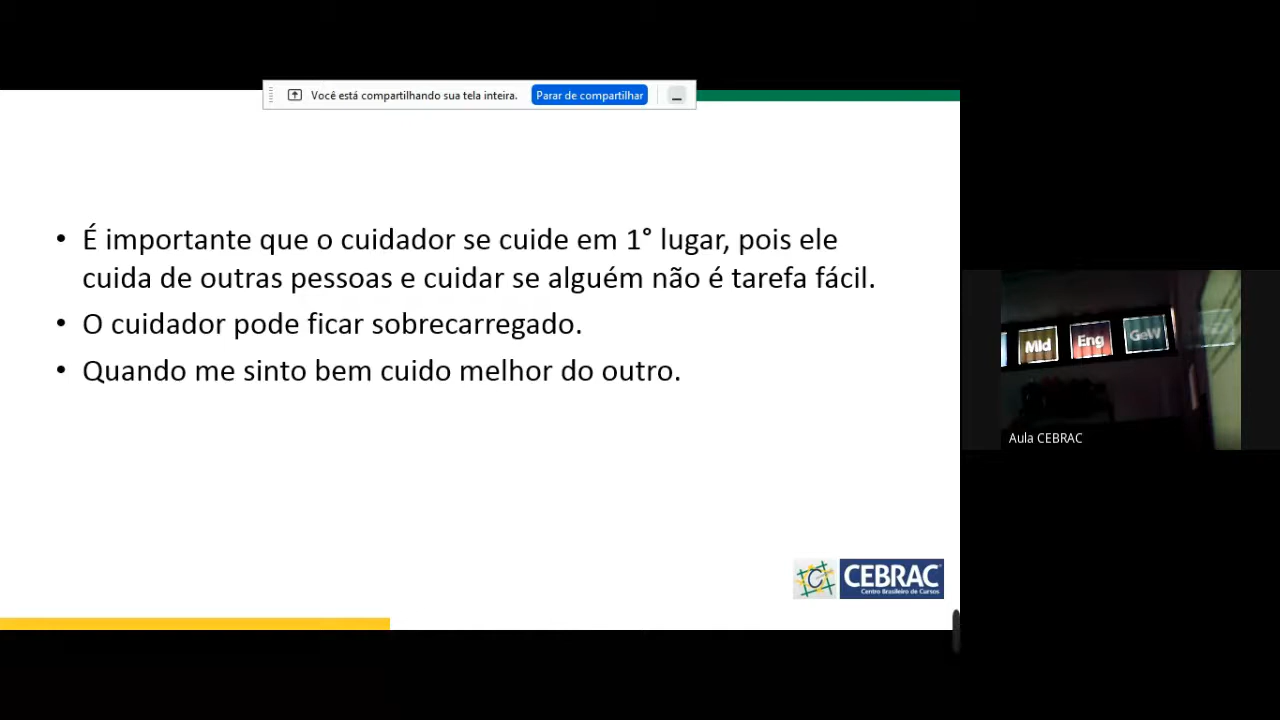 Você está compartilhando sua tela inteira.
Parar de compartilhar
• É importante que o cuidador se cuide em 1° lugar, pois ele
cuida de outras pessoas e cuidar se alguém não é tarefa fácil.
• O cuidador pode ficar sobrecarregado.
• Quando me sinto bem cuido melhor do outro.
Mld
Eng
GeW
Aula CEBRAC
CEBRAC
Centro Brasileiro de Cursos